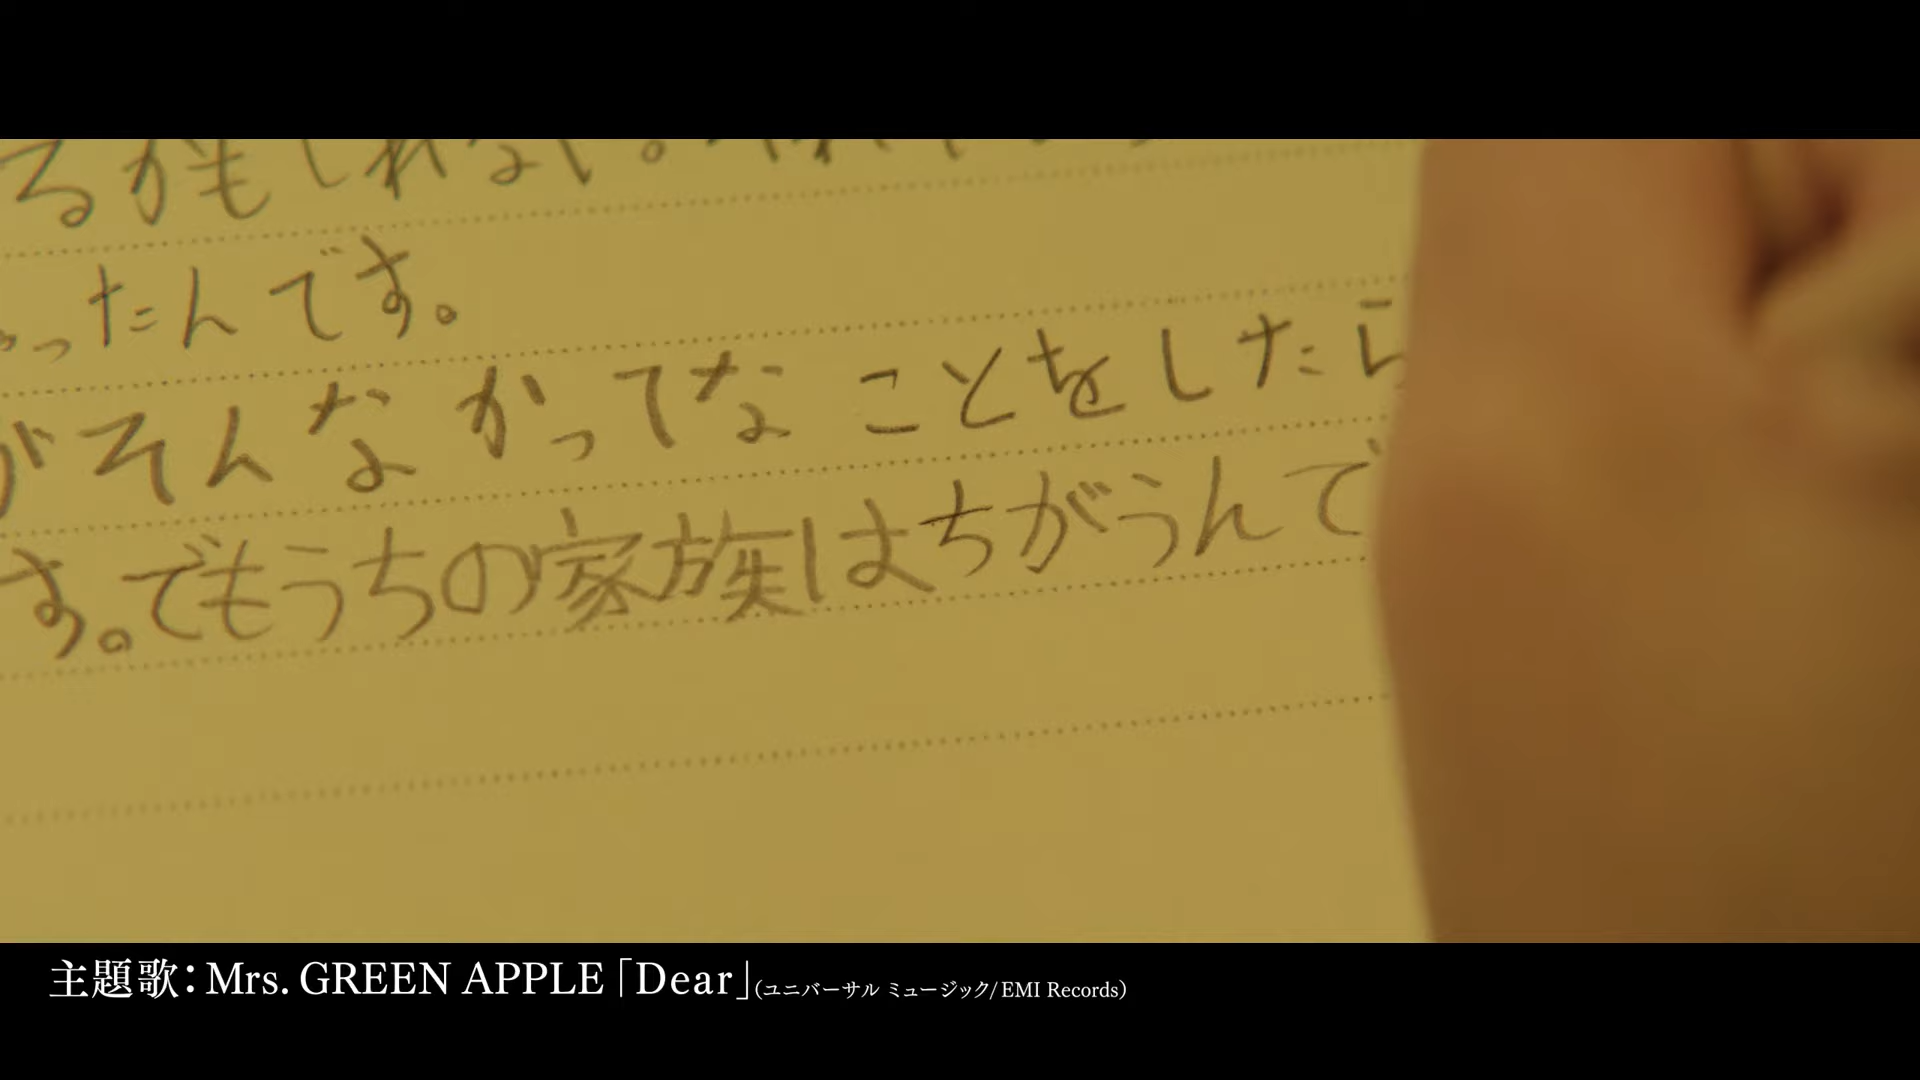 るかもしれない。
ゃったんです。
がそんなかってなことをしたら
す。でもうちの家族はちがうんで
主題歌：Mrs. GREEN APPLE「Dear」(ユニバーサル ミュージック/EMI Records)